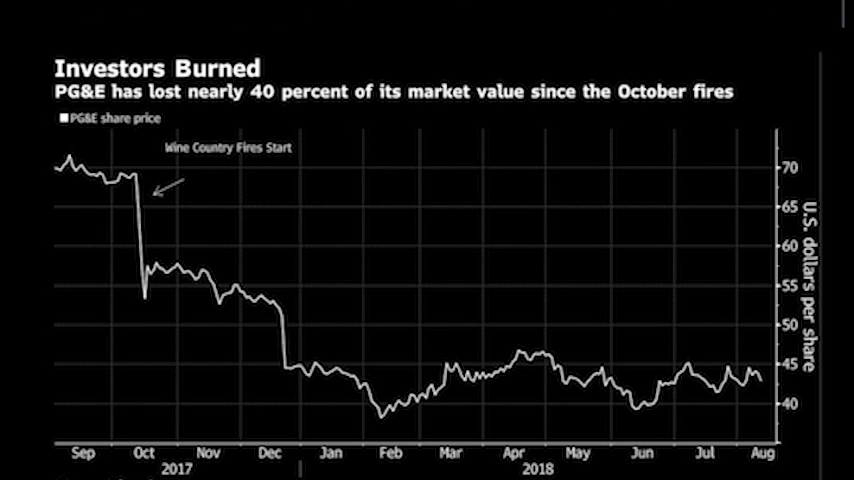 Investors Burned
PG&E has lost nearly 40 percent of its market value since the October fires
PG&E share price
Wine Country Fires Start
70
65
60
55
50
45
40
U.S. dollars per share
Sep Oct Nov Dec Jan Feb Mar Apr May Jun Jul Aug
2017 2018